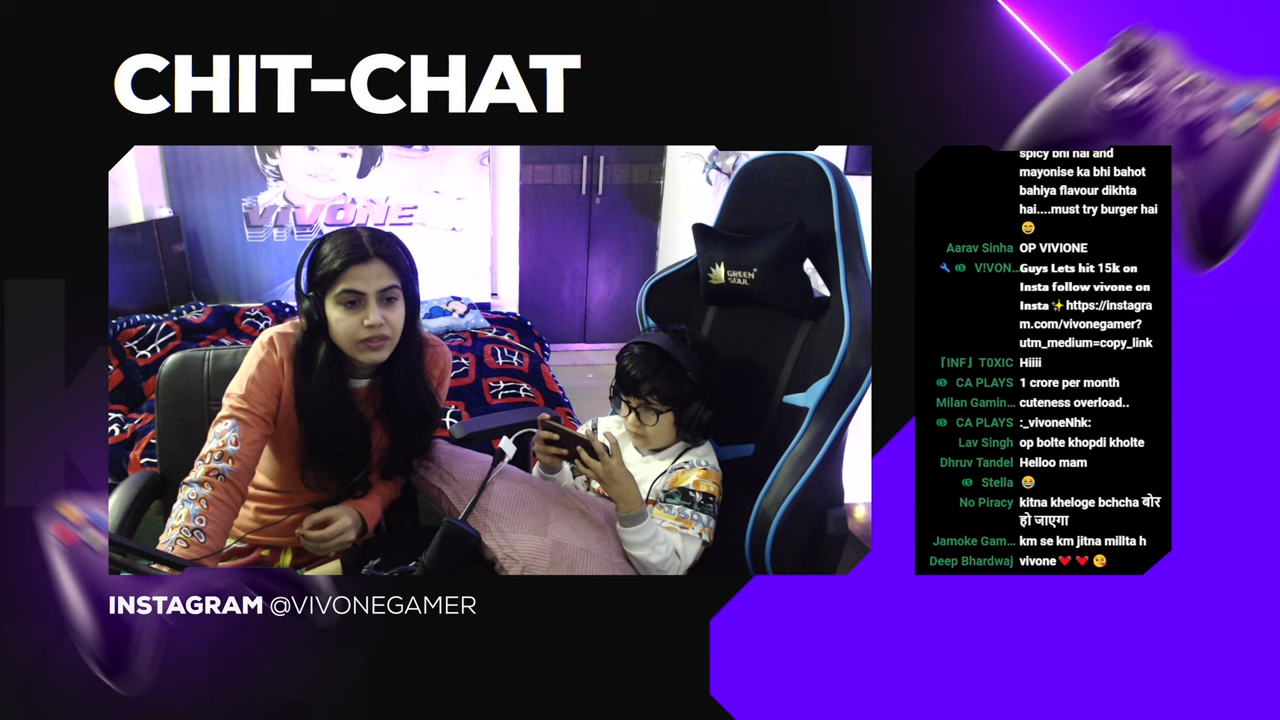 CHIT-CHAT
VIVONE
GREEN
SOUL
spicy bhi hai and
mayonise ka bhi bahot
bahiya flavour dikhta
hai....must try burger hai
😄
Aarav Sinha OP VIVIONE
V!VON... Guys Lets hit 15k on
Insta follow vivone on
Insta ✨https://instagra
m.com/vivonegamer?
utm_medium=copy_link
「INF」 T0XIC Hiiii
CA PLAYS 1 crore per month
Milan Gamin... cuteness overload..
CA PLAYS :_vivoneNhk:
Lav Singh op bolte khopdi kholte
Dhruv Tandel Helloo mam
Stella 😂
No Piracy kitna kheloge bchcha बोर
हो जाएगा
Jamoke Gam... km se km jitna millta h
Deep Bhardwaj vivone❤️ ❤️ 😘
INSTAGRAM @VIVONEGAMER